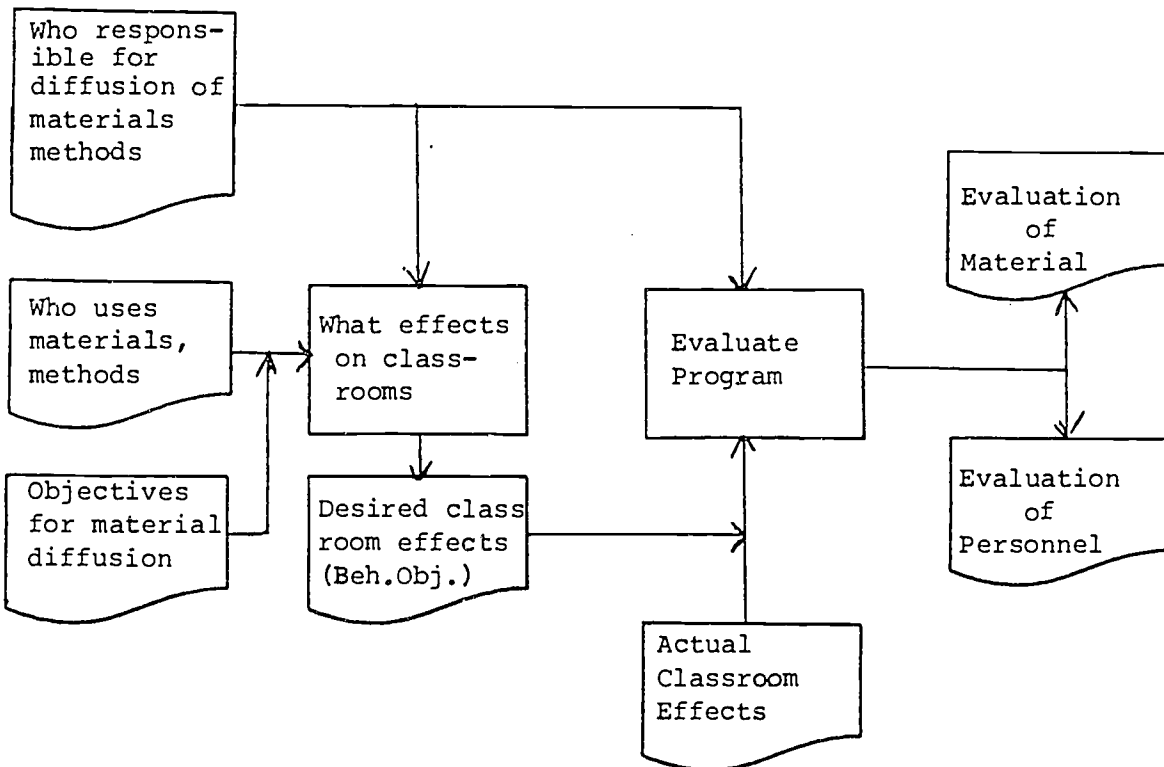 Who respons-
ible for
diffusion of
materials
methods
Who uses
materials,
methods
Objectives
for material
diffusion
What effects
on class-
rooms
Desired class
room effects
(Beh.Obj.)
Evaluate
Program
Actual
Classroom
Effects
Evaluation
of
Material
Evaluation
of
Personnel